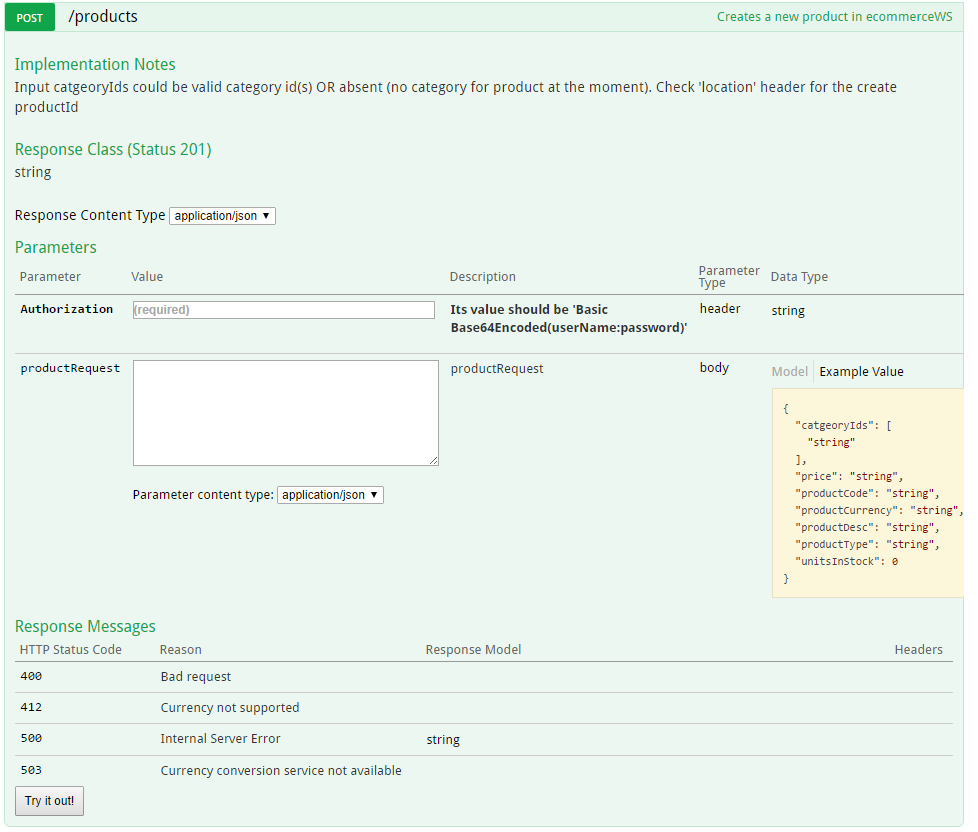 POST /products Creates a new product in ecommerceWS
Implementation Notes
Input catgeoryIds could be valid category id(s) OR absent (no category for product at the moment). Check 'location' header for the create
productId
Response Class (Status 201)
string
Response Content Type application/json ▼
Parameters
Parameter Value Description Parameter Type Data Type
Authorization (required) Its value should be 'Basic header string
Base64Encoded(userName:password)'
productRequest productRequest body Model Example Value
{
"catgeoryIds": [
"string"
],
"price": "string",
"productCode": "string",
"productCurrency": "string",
"productDesc": "string",
"productType": "string",
"unitsInStock": 0
}
Parameter content type: application/json ▼
Response Messages
HTTP Status Code Reason Response Model Headers
400 Bad request
412 Currency not supported
500 Internal Server Error string
503 Currency conversion service not available
Try it out!